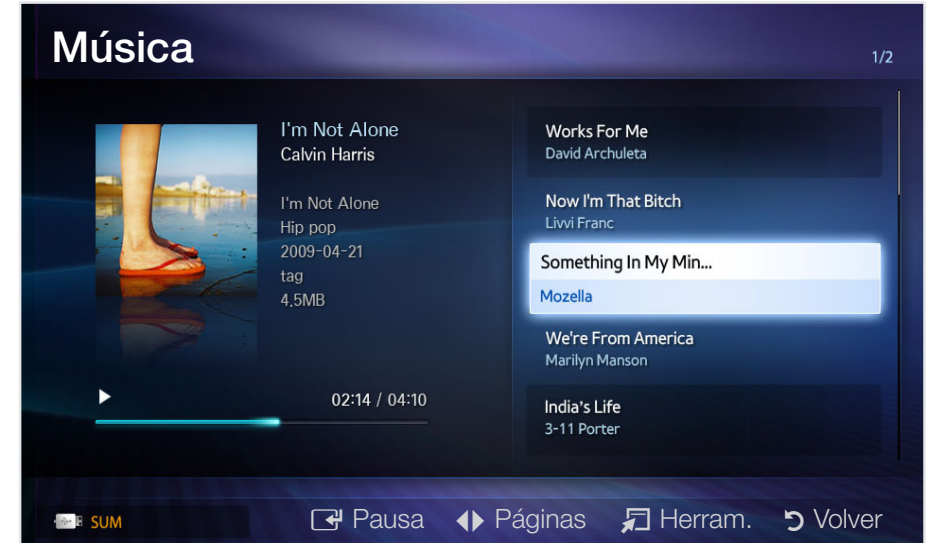 Música
1/2
I'm Not Alone
Calvin Harris
I'm Not Alone
Hip pop
2009-04-21
tag
4.5MB
02:14 / 04:10
Works For Me
David Archuleta
Now I'm That Bitch
Livvi Franc
Something In My Min...
Mozella
We're From America
Marilyn Manson
India's Life
3-11 Porter
SUM
Pausa Páginas Herram. Volver